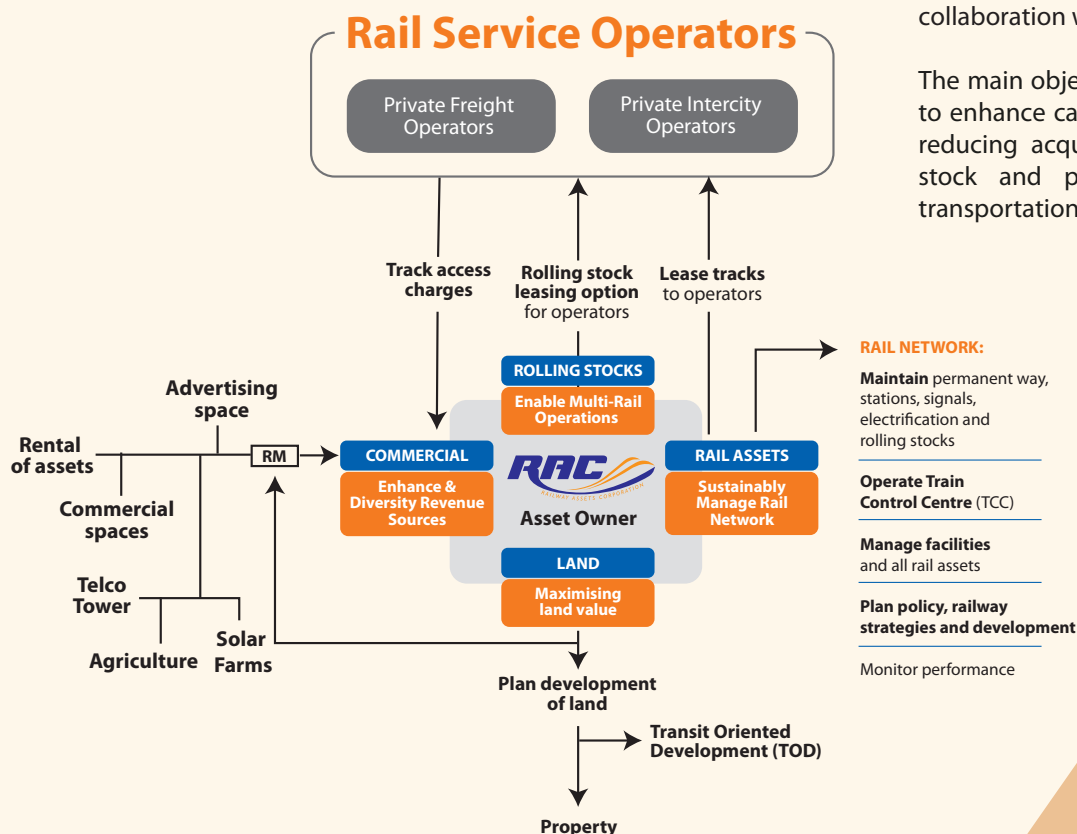 collaboration w
The main obje
to enhance ca
reducing acqu
stock and p
transportation
Rail Service Operators
Private Freight
Operators
Private Intercity
Operators
Track access
charges
Rolling stock
leasing option
for operators
Lease tracks
to operators
ROLLING STOCKS
Enable Multi-Rail
Operations
Advertising
space
Rental
of assets
RM
Commercial
spaces
Telco
Tower
Agriculture
Solar
Farms
COMMERCIAL
Enhance &
Diversity Revenue
Sources
RAC
RAILWAY ASSETS CORPORATION
Asset Owner
RAIL ASSETS
Sustainably
Manage Rail
Network
LAND
Maximising
land value
Plan development
of land
Transit Oriented
Development (TOD)
Property
RAIL NETWORK:
Maintain permanent way,
stations, signals,
electrification and
rolling stocks
Operate Train
Control Centre (TCC)
Manage facilities
and all rail assets
Plan policy, railway
strategies and development
Monitor performance